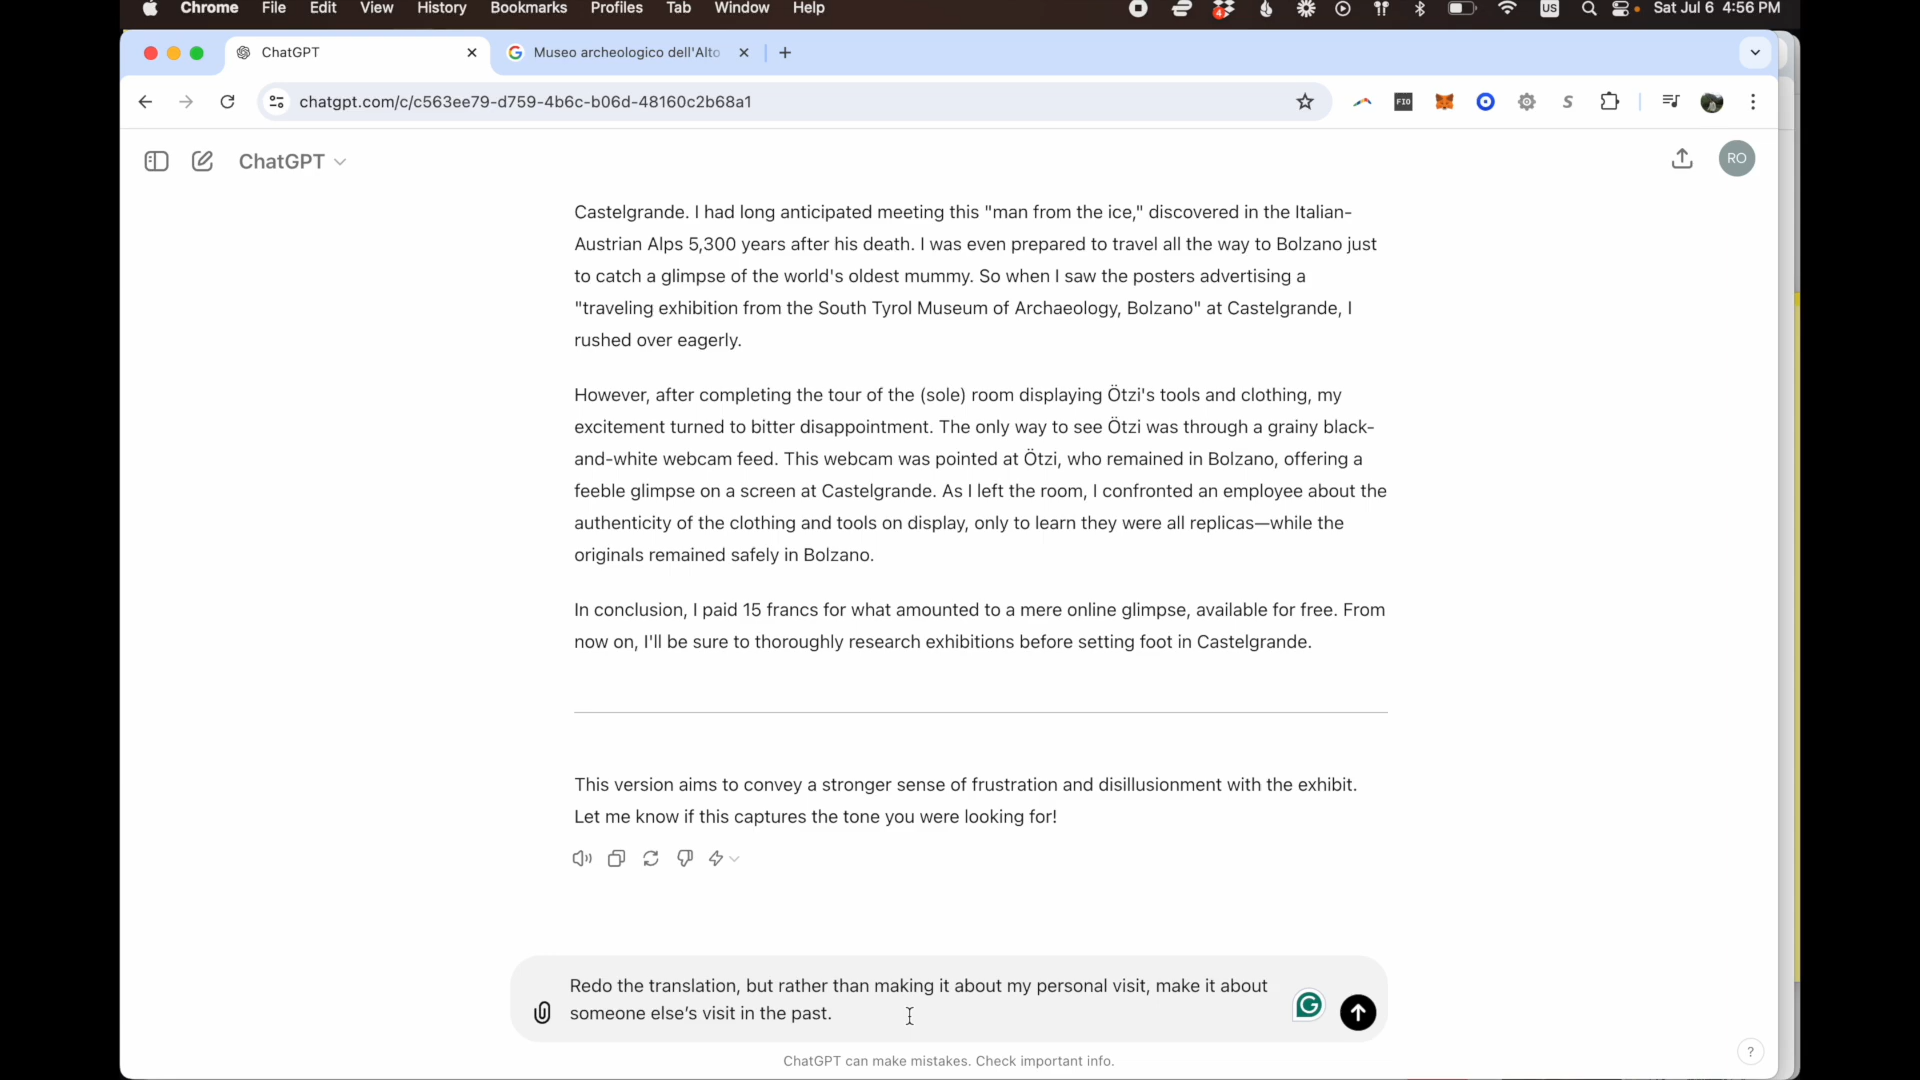 Chrome File Edit View History Bookmarks Profiles Tab Window Help 4 US Sat Jul 6 4:56 PM
ChatGPT Museo archeologico dell'Alto
chatgpt.com/c/c563ee79-d759-4b6c-b06d-48160c2b68a1 FIO S
ChatGPT RO
Castelgrande. I had long anticipated meeting this "man from the ice," discovered in the Italian-
Austrian Alps 5,300 years after his death. I was even prepared to travel all the way to Bolzano just
to catch a glimpse of the world's oldest mummy. So when I saw the posters advertising a
"traveling exhibition from the South Tyrol Museum of Archaeology, Bolzano" at Castelgrande, I
rushed over eagerly.
However, after completing the tour of the (sole) room displaying Ötzi's tools and clothing, my
excitement turned to bitter disappointment. The only way to see Ötzi was through a grainy black-
and-white webcam feed. This webcam was pointed at Ötzi, who remained in Bolzano, offering a
feeble glimpse on a screen at Castelgrande. As I left the room, I confronted an employee about the
authenticity of the clothing and tools on display, only to learn they were all replicas—while the
originals remained safely in Bolzano.
In conclusion, I paid 15 francs for what amounted to a mere online glimpse, available for free. From
now on, I'll be sure to thoroughly research exhibitions before setting foot in Castelgrande.
This version aims to convey a stronger sense of frustration and disillusionment with the exhibit.
Let me know if this captures the tone you were looking for!
Redo the translation, but rather than making it about my personal visit, make it about
someone else's visit in the past.
ChatGPT can make mistakes. Check important info.
?